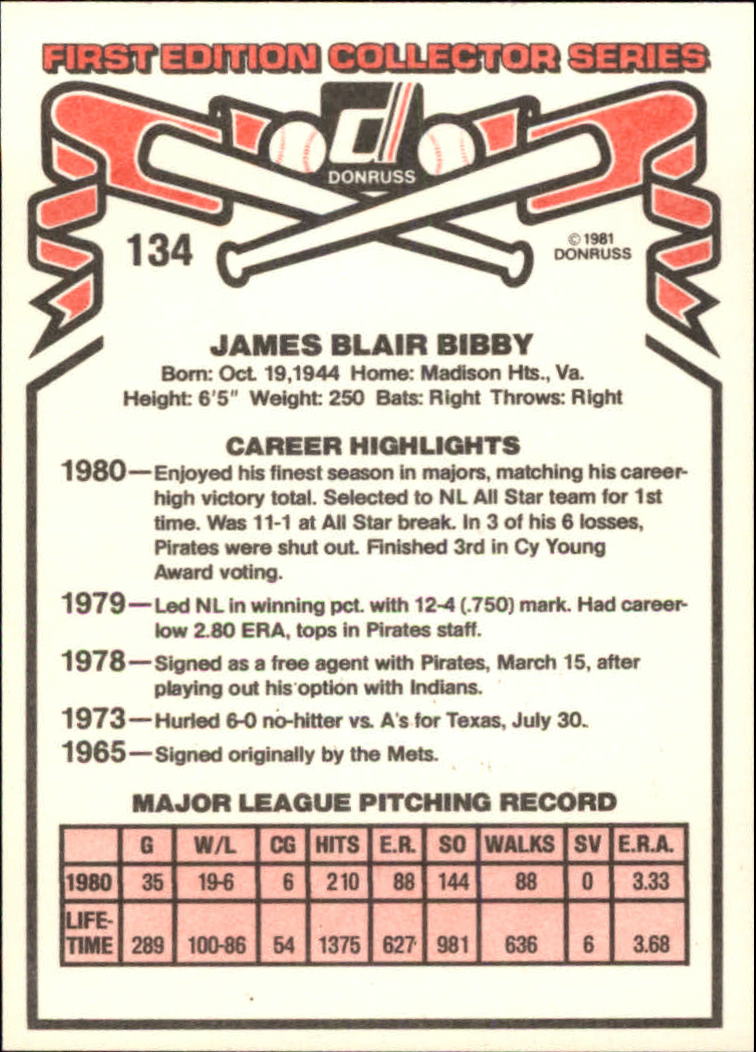 FIRST EDITION COLLECTOR SERIES
d
DONRUSS
134
© 1981
DONRUSS
JAMES BLAIR BIBBY
Born: Oct. 19,1944 Home: Madison Hts., Va.
Height: 6'5" Weight: 250 Bats: Right Throws: Right
CAREER HIGHLIGHTS
1980—Enjoyed his finest season in majors, matching his career-
high victory total. Selected to NL All Star team for 1st
time. Was 11-1 at All Star break. In 3 of his 6 losses,
Pirates were shut out. Finished 3rd in Cy Young
Award voting.
1979—Led NL in winning pct. with 12-4 (.750) mark. Had career-
low 2.80 ERA, tops in Pirates staff.
1978—Signed as a free agent with Pirates, March 15, after
playing out his option with Indians.
1973—Hurled 6-0 no-hitter vs. A's for Texas, July 30.
1965—Signed originally by the Mets.
MAJOR LEAGUE PITCHING RECORD
G W/L CG HITS E.R. SO WALKS SV E.R.A.
1980 35 19-6 6 210 88 144 88 0 3.33
LIFE-
TIME 289 100-86 54 1375 627 981 636 6 3.68